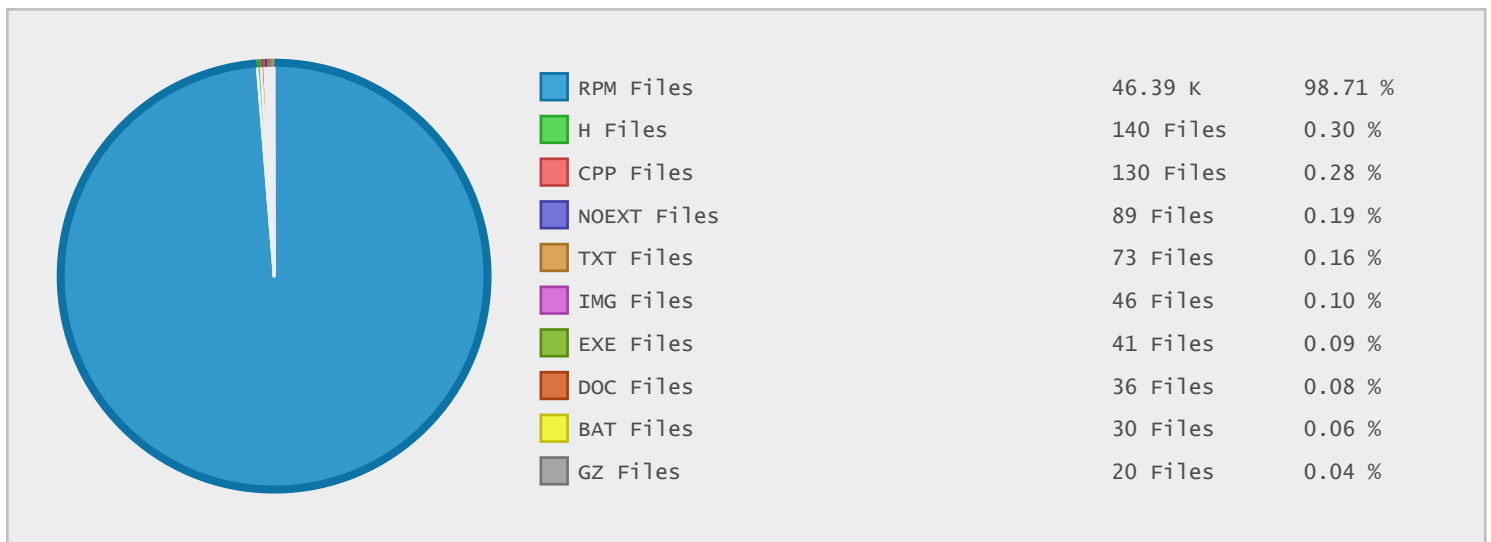 RPM Files 46.39 K 98.71 %
H Files 140 Files 0.30 %
CPP Files 130 Files 0.28 %
NOEXT Files 89 Files 0.19 %
TXT Files 73 Files 0.16 %
IMG Files 46 Files 0.10 %
EXE Files 41 Files 0.09 %
DOC Files 36 Files 0.08 %
BAT Files 30 Files 0.06 %
GZ Files 20 Files 0.04 %